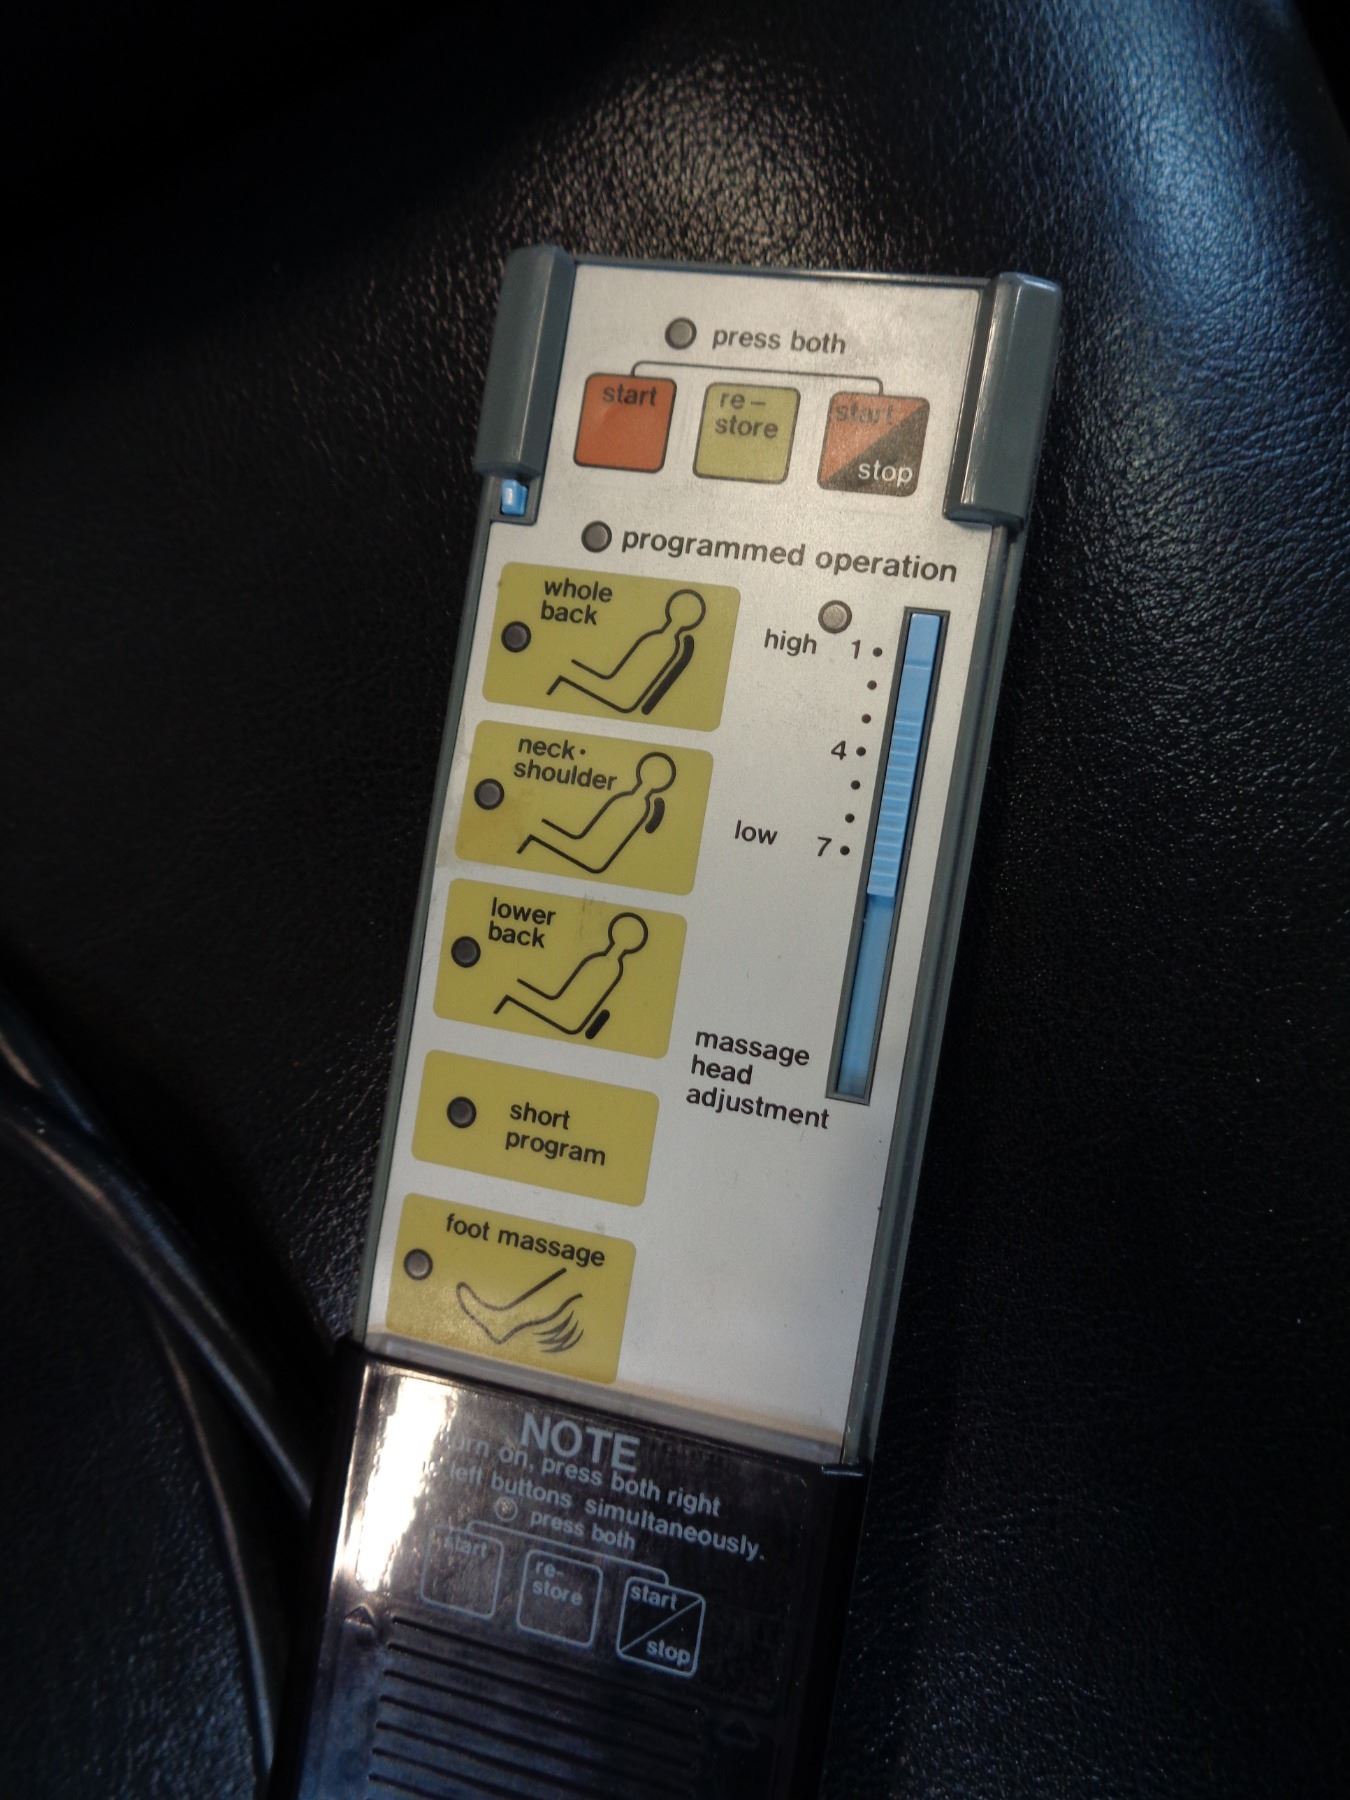 press both
start
re-
store
start
stop
programmed operation
whole
back
high 1
4
neck·
shoulder
low 7
lower
back
massage
head
adjustment
short
program
foot massage
NOTE
on, press both right
left buttons simultaneously.
press both
start
re-
store
start
stop